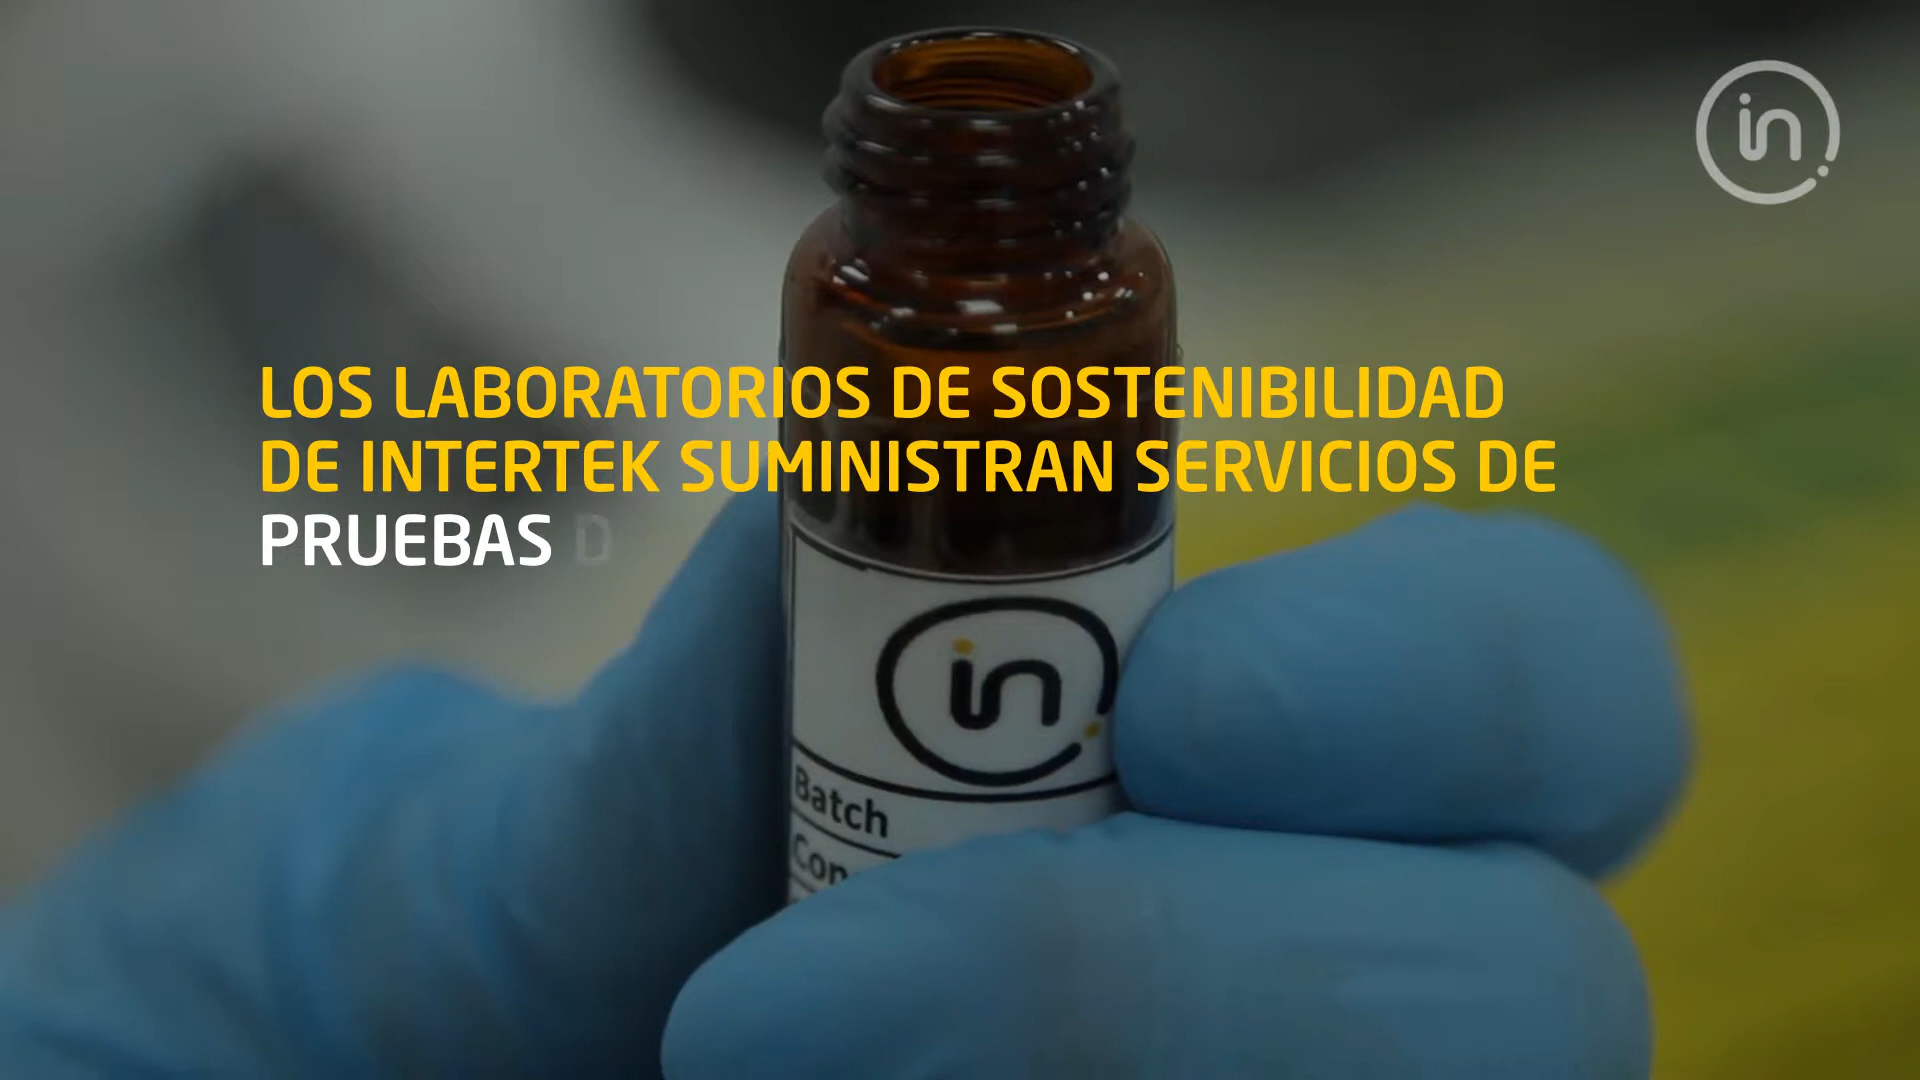 in
LOS LABORATORIOS DE SOSTENIBILIDAD
DE INTERTEK SUMINISTRAN SERVICIOS DE
PRUEBAS D
in
Batch